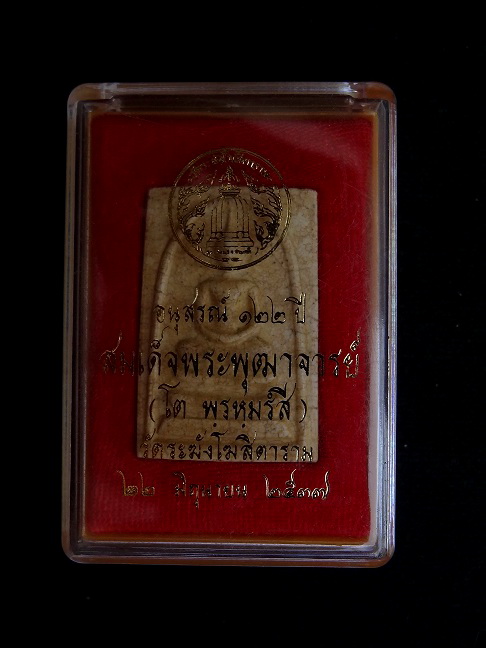 อนุสรณ์ ๑๒๒ ปี
สมเด็จพระพุฒาจารย์
(โต พฺรหฺมรํสี)
วัดระฆังโฆสิตาราม
๒๒ มิถุนายน ๒๕๓๗